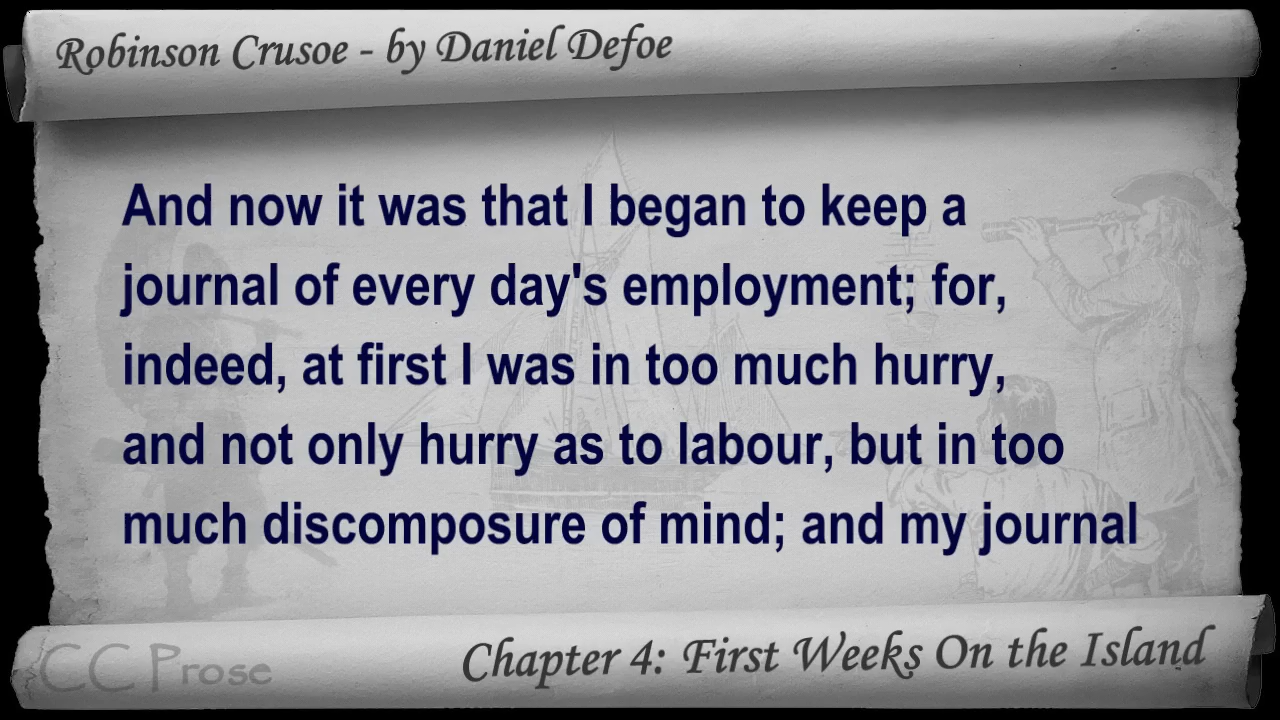 Robinson Crusoe - by Daniel Defoe
And now it was that I began to keep a
journal of every day's employment; for,
indeed, at first I was in too much hurry,
and not only hurry as to labour, but in too
much discomposure of mind; and my journal
CC Prose
Chapter 4: First Weeks On the Island